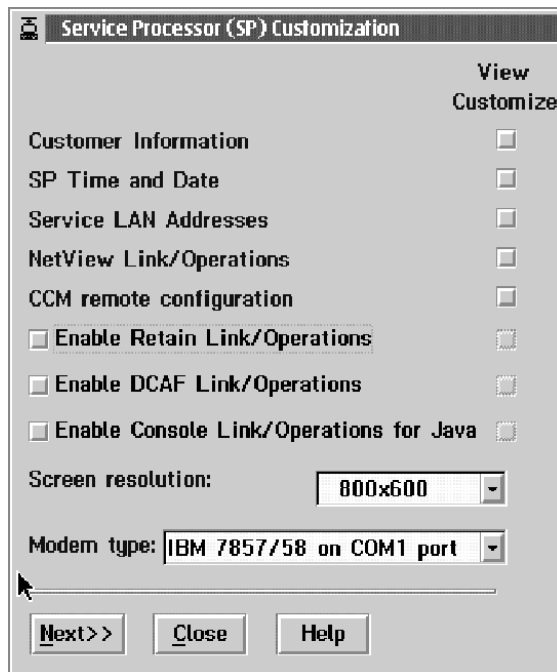 Service Processor (SP) Customization
View
Customize
Customer Information
SP Time and Date
Service LAN Addresses
NetView Link/Operations
CCM remote configuration
Enable Retain Link/Operations
Enable DCAF Link/Operations
Enable Console Link/Operations for Java
Screen resolution: 800x600
Modem type: IBM 7857/58 on COM1 port
Next>> Close Help